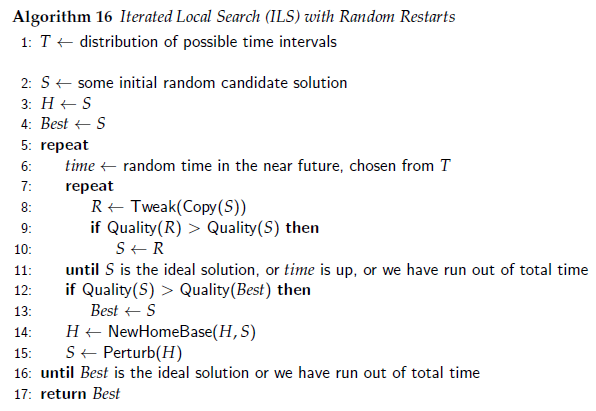 Algorithm 16 Iterated Local Search (ILS) with Random Restarts
1: T ← distribution of possible time intervals
2: S ← some initial random candidate solution
3: H ← S
4: Best ← S
5: repeat
6: time ← random time in the near future, chosen from T
7: repeat
8: R ← Tweak(Copy(S))
9: if Quality(R) > Quality(S) then
10: S ← R
11: until S is the ideal solution, or time is up, or we have run out of total time
12: if Quality(S) > Quality(Best) then
13: Best ← S
14: H ← NewHomeBase(H, S)
15: S ← Perturb(H)
16: until Best is the ideal solution or we have run out of total time
17: return Best